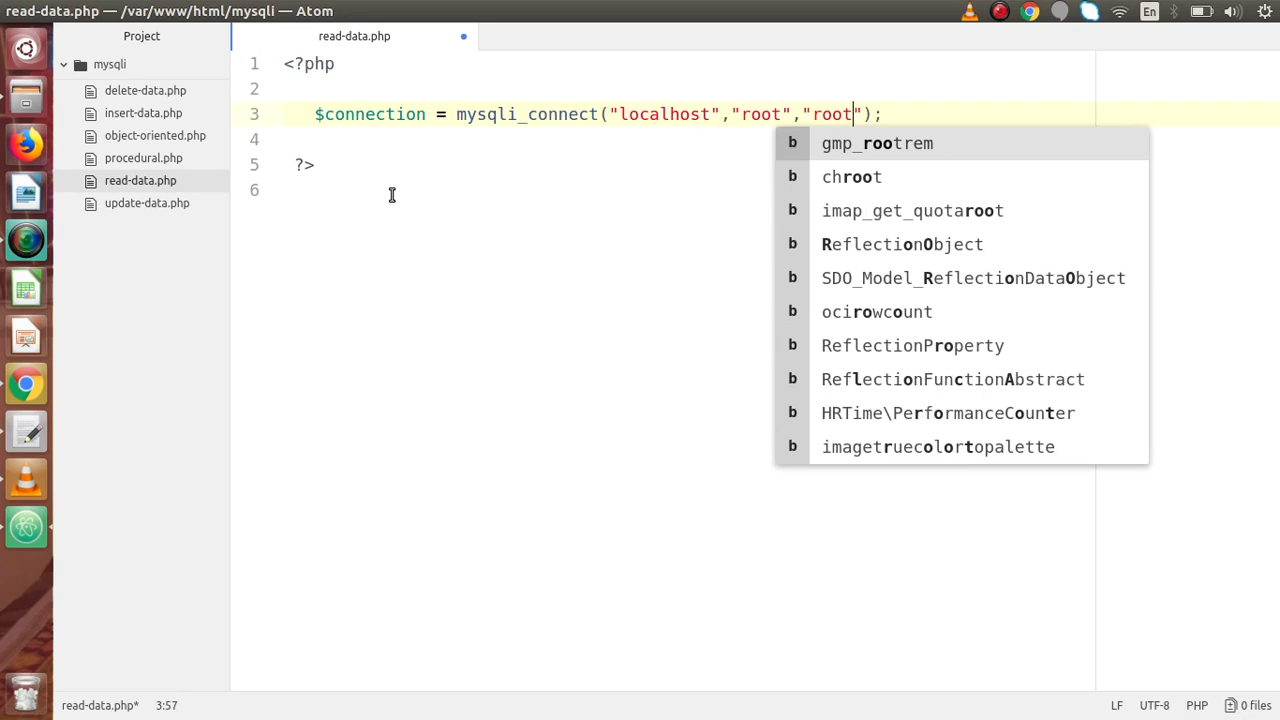 read-data.php — /var/www/html/mysqli — Atom
En
Project
read-data.php
mysqli
delete-data.php
insert-data.php
object-oriented.php
procedural.php
read-data.php
update-data.php
1 <?php
2
3 $connection = mysqli_connect("localhost","root","root");
4
5 ?>
6
b gmp_rootrem
b chroot
b imap_get_quotaroot
b ReflectionObject
b SDO_Model_ReflectionDataObject
b ocirowcount
b ReflectionProperty
b ReflectionFunctionAbstract
b HRTime\PerformanceCounter
b imagetruecolortopalette
read-data.php* 3:57
LF UTF-8 PHP 0 files